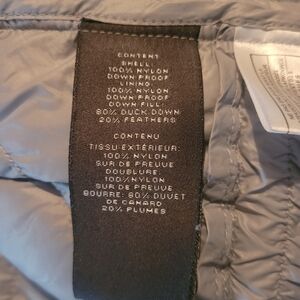 CONTENT
SHELL:
100% NYLON
DOWN PROOF
LINING:
100% NYLON
DOWN PROOF
DOWN FILL:
80% DUCK DOWN
20% FEATHERS
CONTENU
TISSU EXTÉRIEUR:
100% NYLON
SUR DE PREUVE
DOUBLURE:
100% NYLON
SUR DE PREUVE
BOURRE: 80% DUVET
DE CANARD
20% PLUMES